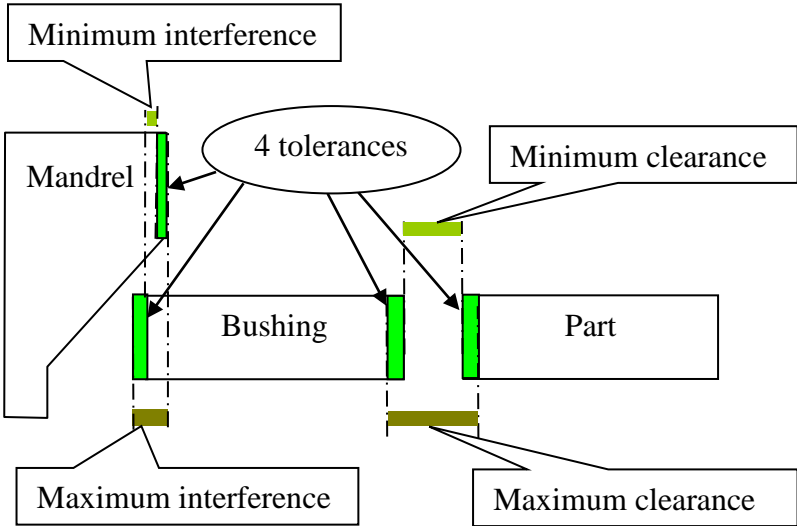 Minimum interference
4 tolerances
Minimum clearance
Mandrel
Bushing
Part
Maximum interference
Maximum clearance